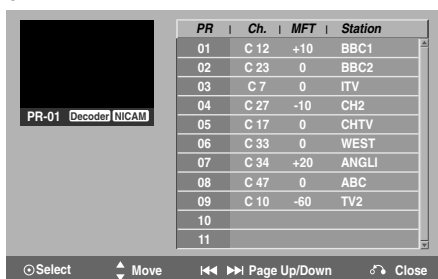 PR Ch. MFT Station
01 C 12 +10 BBC1
02 C 23 0 BBC2
03 C 7 0 ITV
04 C 27 -10 CH2
05 C 17 0 CHTV
06 C 33 0 WEST
07 C 34 +20 ANGLI
08 C 47 0 ABC
09 C 10 -60 TV2
10
11
PR-01 Decoder NICAM
Select Move Page Up/Down Close